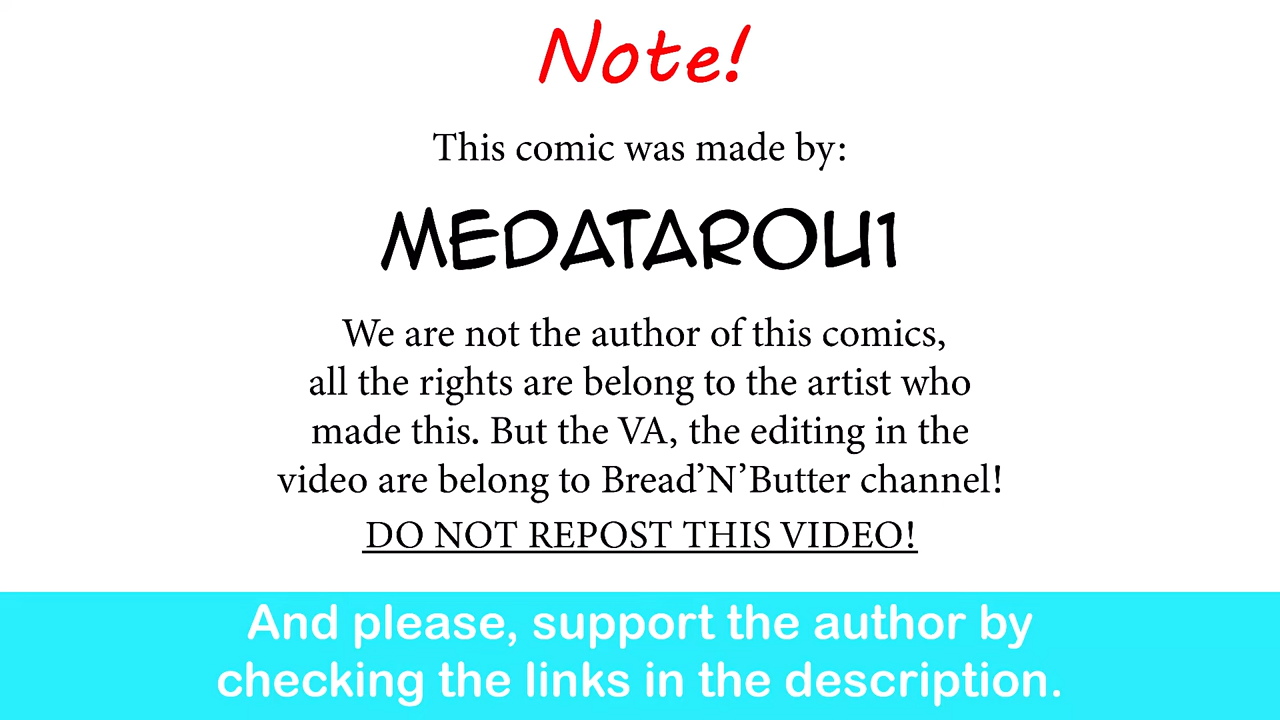 Note!
This comic was made by:
MEDATAROU1
We are not the author of this comics,
all the rights are belong to the artist who
made this. But the VA, the editing in the
video are belong to Bread’N’Butter channel!
DO NOT REPOST THIS VIDEO!
And please, support the author by
checking the links in the description.